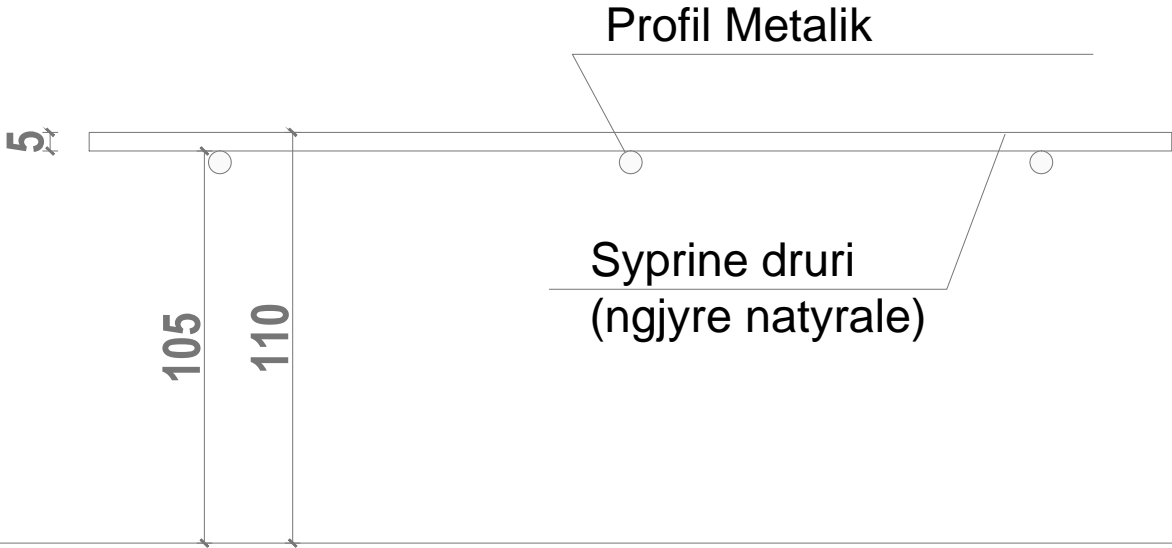 Profil Metalik
5
Syprine druri
(ngjyre natyrale)
105
110